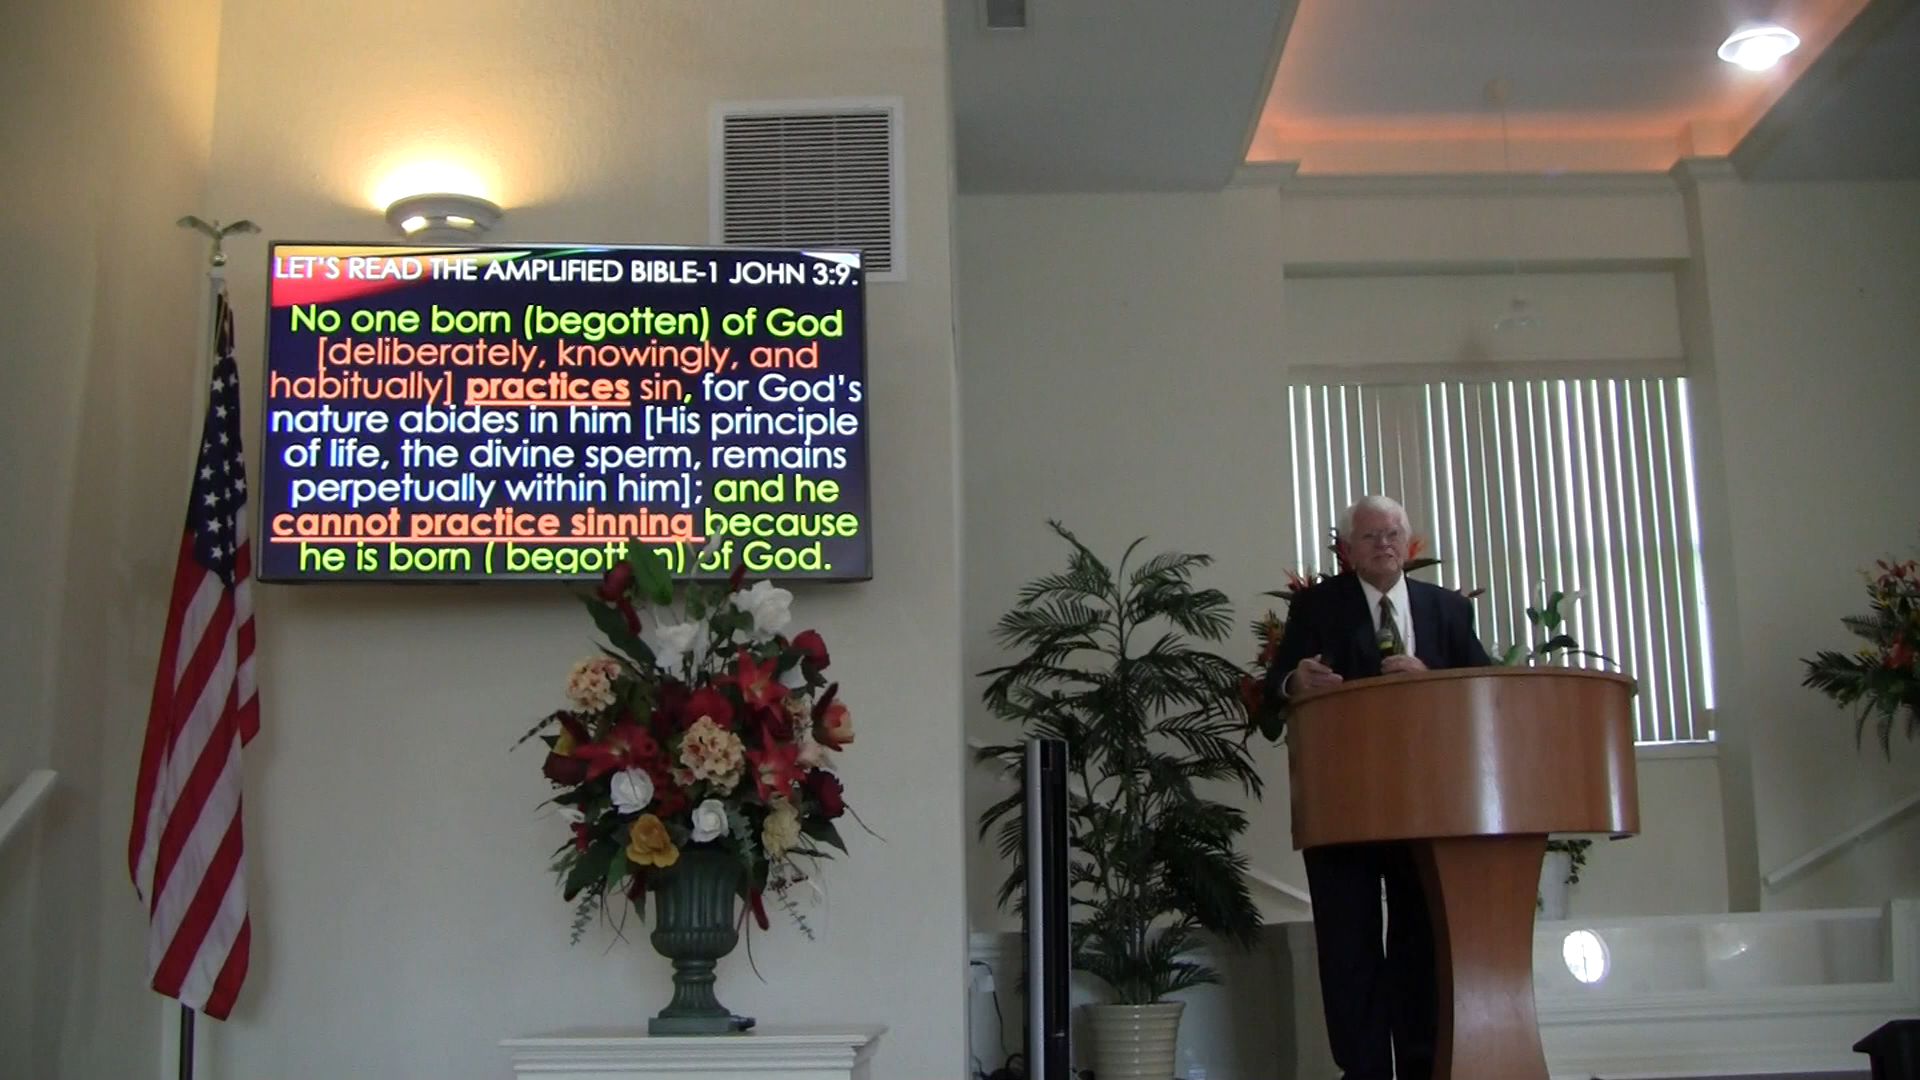 LET'S READ THE AMPLIFIED BIBLE-1 JOHN 3:9.
No one born (begotten) of God
[deliberately, knowingly, and
habitually] practices sin, for God's
nature abides in him [His principle
of life, the divine sperm, remains
perpetually within him]; and he
cannot practice sinning because
he is born ( begotten) of God.